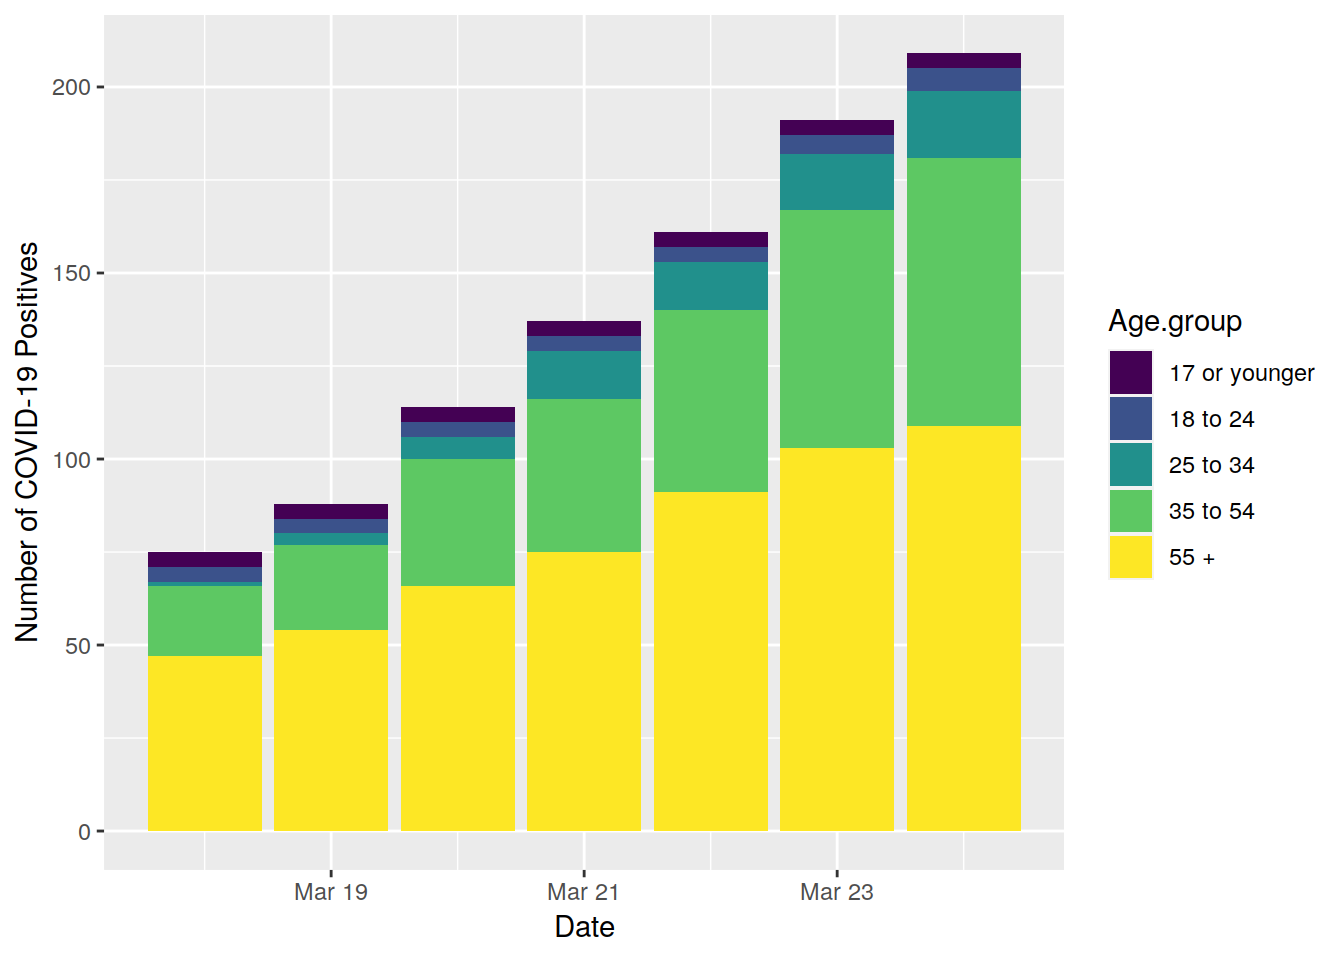 Number of COVID-19 Positives
200
150
100
50
0
Mar 19
Mar 21
Mar 23
Date
Age.group
17 or younger
18 to 24
25 to 34
35 to 54
55 +